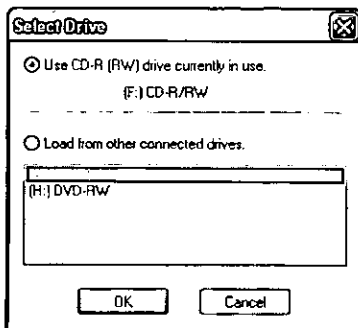 Select Drive
Use CD-R (RW) drive currently in use.
(F:) CD-R/RW
Load from other connected drives.
(H:) DVD-RW
OK
Cancel